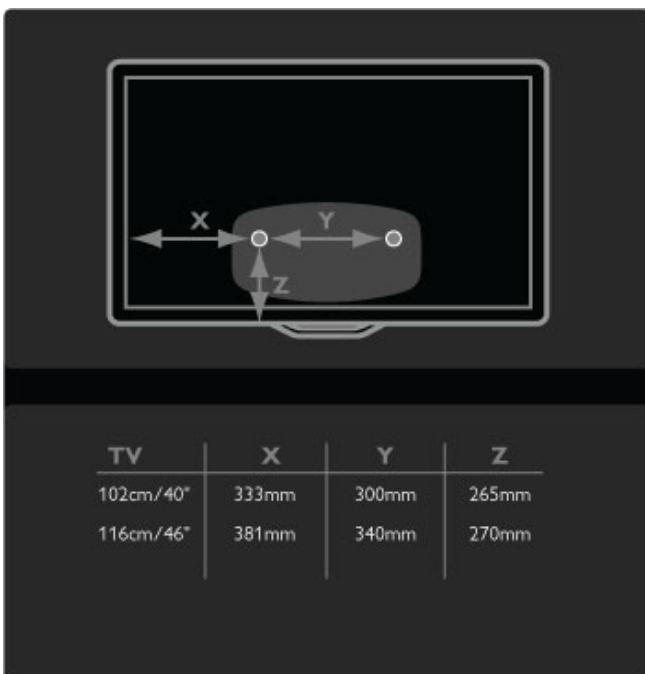 X
Y
Z
TV X Y Z
102cm/40" 333mm 300mm 265mm
116cm/46" 381mm 340mm 270mm